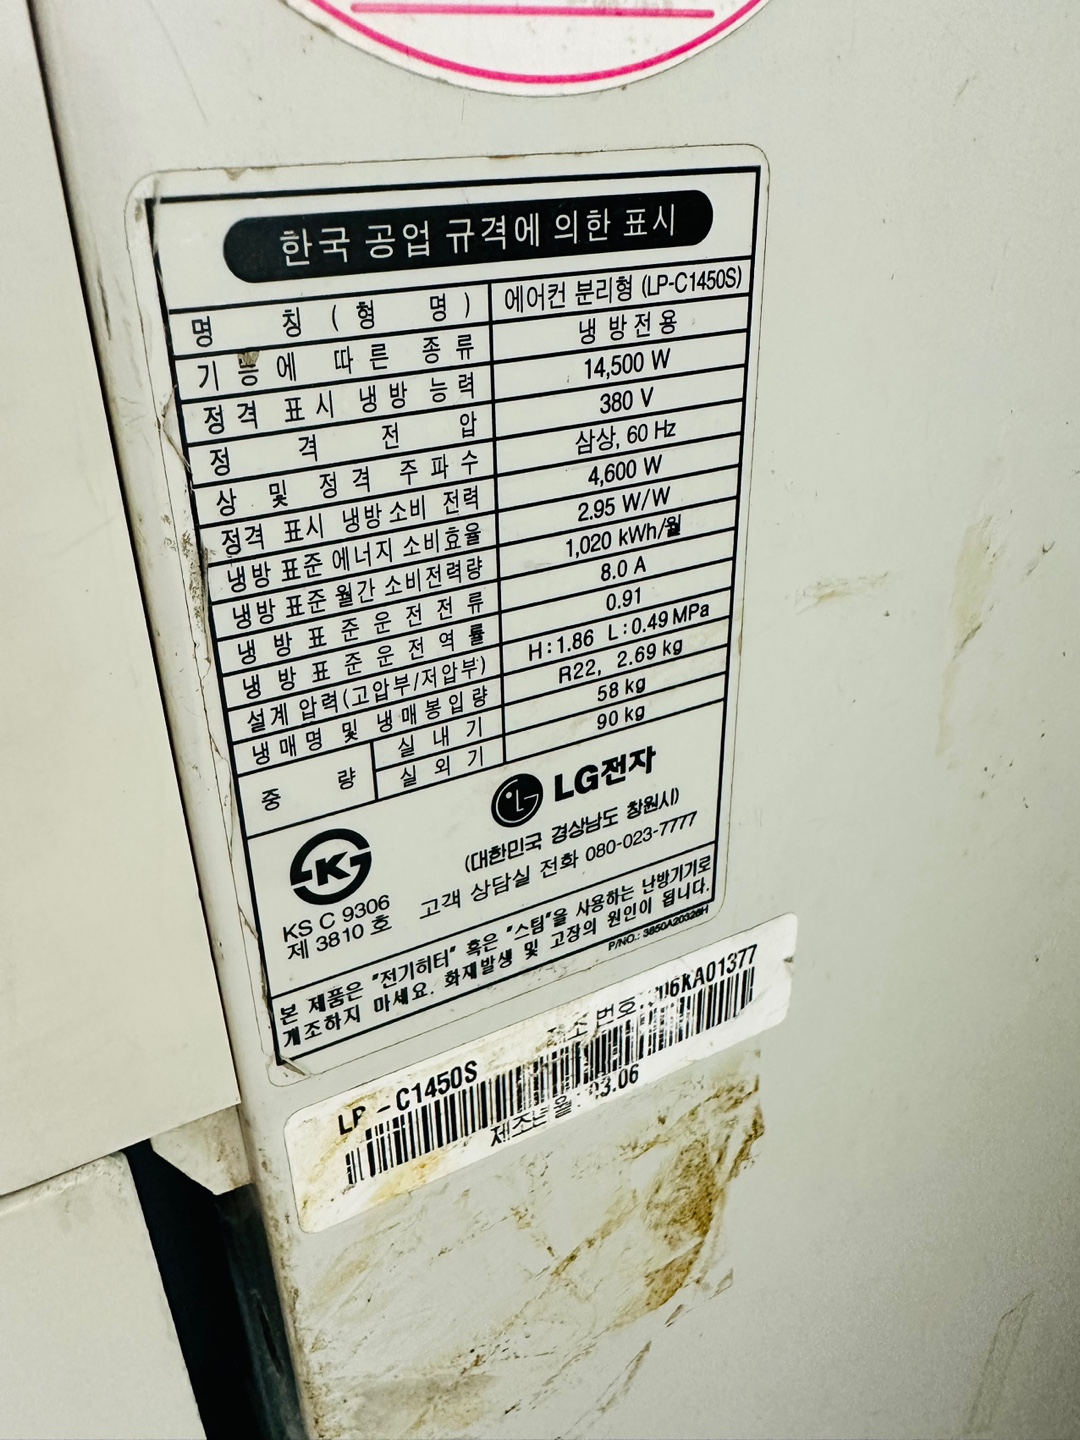 한국 공업 규격에 의한 표시
명 칭 ( 형 명 ) 에어컨 분리형 (LP-C1450S)
기 능 에 따 른 종 류 냉 방 전 용
정 격 표 시 냉 방 능 력 14,500 W
정 격 전 압 380 V
상 및 정 격 주 파 수 삼상, 60 Hz
정격 표시 냉방 소비 전력 4,600 W
냉방 표준 에너지 소비효율 2.95 W/W
냉방 표준 월간 소비전력량 1,020 kWh/월
냉 방 표 준 운 전 전 류 8.0 A
냉 방 표 준 운 전 역 률 0.91
설계 압력(고압부/저압부) H:1.86 L:0.49 MPa
냉 매 명 및 냉 매 봉 입 량 R22, 2.69 kg
중 량 실 내 기 58 kg
실 외 기 90 kg
LG전자
(대한민국 경상남도 창원시)
고객 상담실 전화 080-023-7777
KS C 9306
제 3810 호
본 제품은 "전기히터" 혹은 "스팀"을 사용하는 난방기기로
개조하지 마세요. 화재발생 및 고장의 원인이 됩니다.
P/NO.: 3850A20326H
LP-C1450S 제조 번호:
제조년월